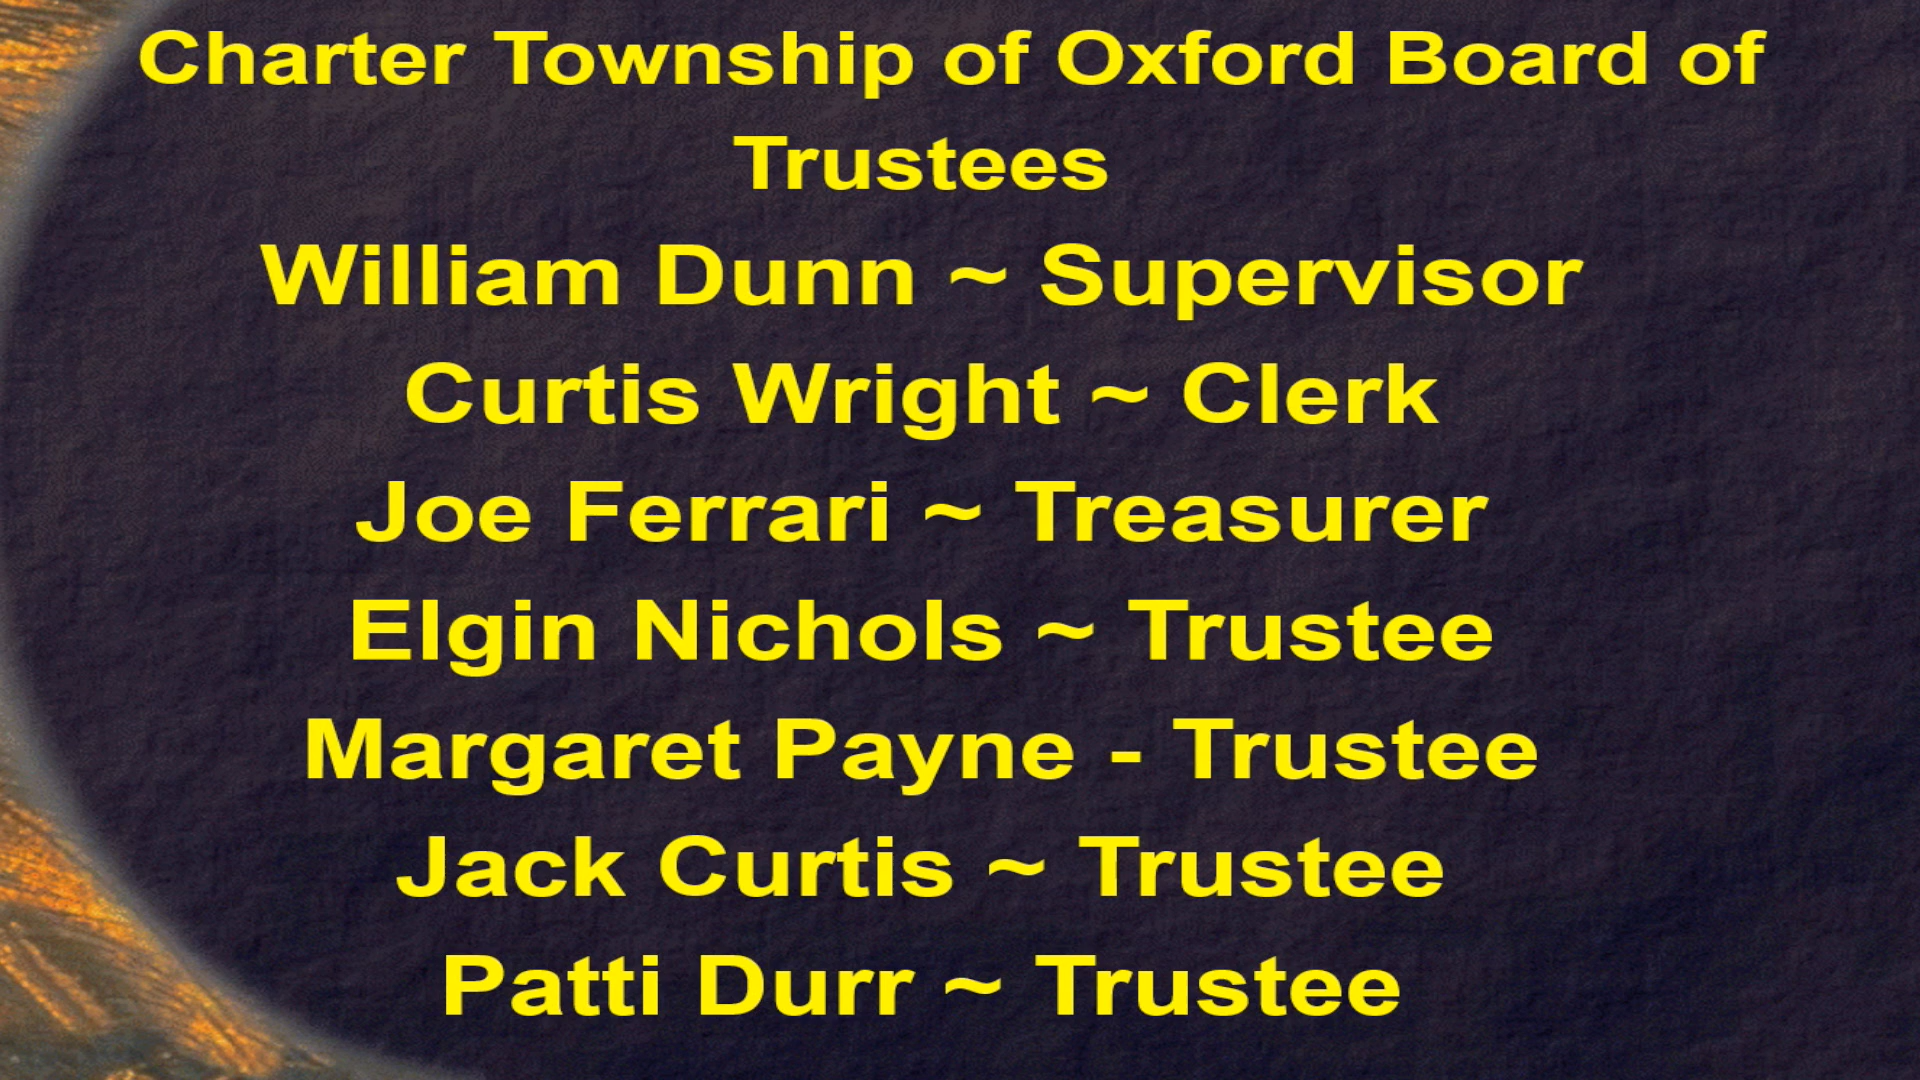 Charter Township of Oxford Board of
Trustees
William Dunn ~ Supervisor
Curtis Wright ~ Clerk
Joe Ferrari ~ Treasurer
Elgin Nichols ~ Trustee
Margaret Payne - Trustee
Jack Curtis ~ Trustee
Patti Durr ~ Trustee